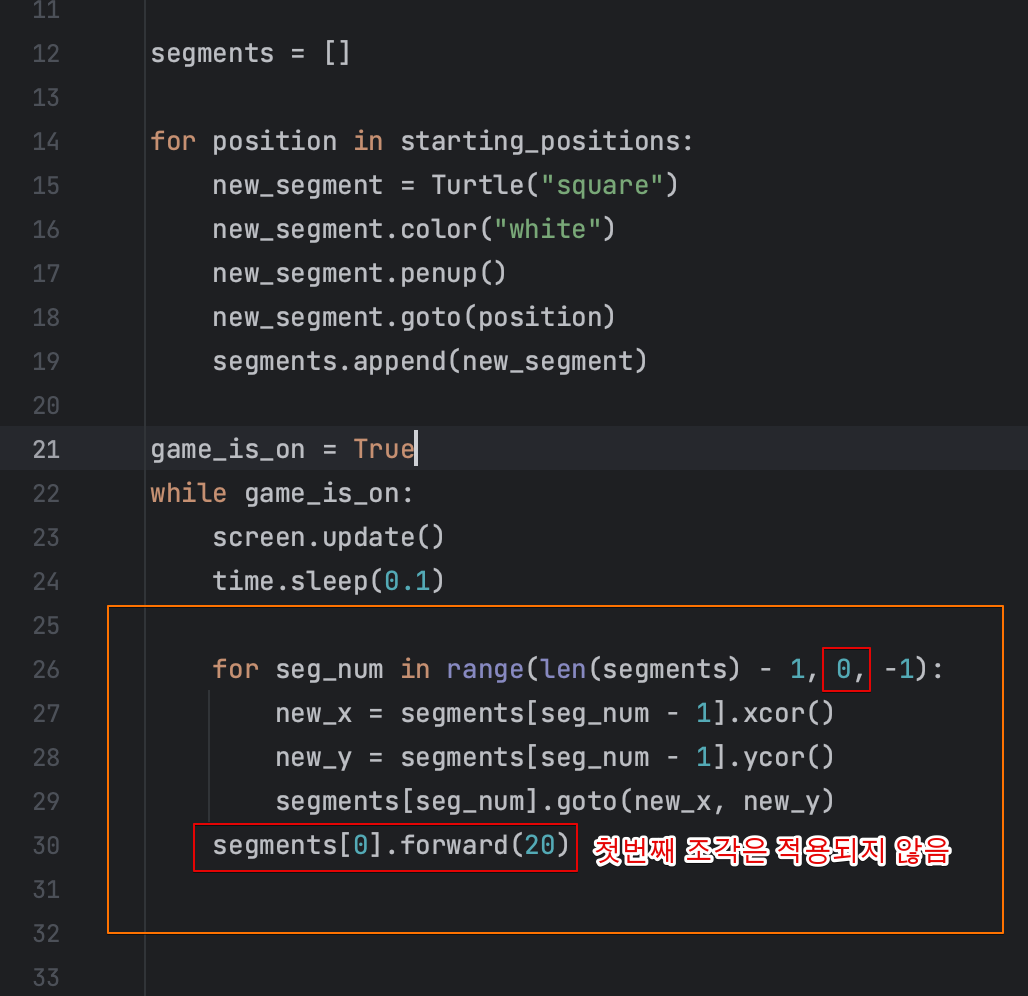 11
12 segments = []
13
14 for position in starting_positions:
15 new_segment = Turtle("square")
16 new_segment.color("white")
17 new_segment.penup()
18 new_segment.goto(position)
19 segments.append(new_segment)
20
21 game_is_on = True
22 while game_is_on:
23 screen.update()
24 time.sleep(0.1)
25
26 for seg_num in range(len(segments) - 1, 0, -1):
27 new_x = segments[seg_num - 1].xcor()
28 new_y = segments[seg_num - 1].ycor()
29 segments[seg_num].goto(new_x, new_y)
30 segments[0].forward(20) 첫번째 조각은 적용되지 않음
31
32
33